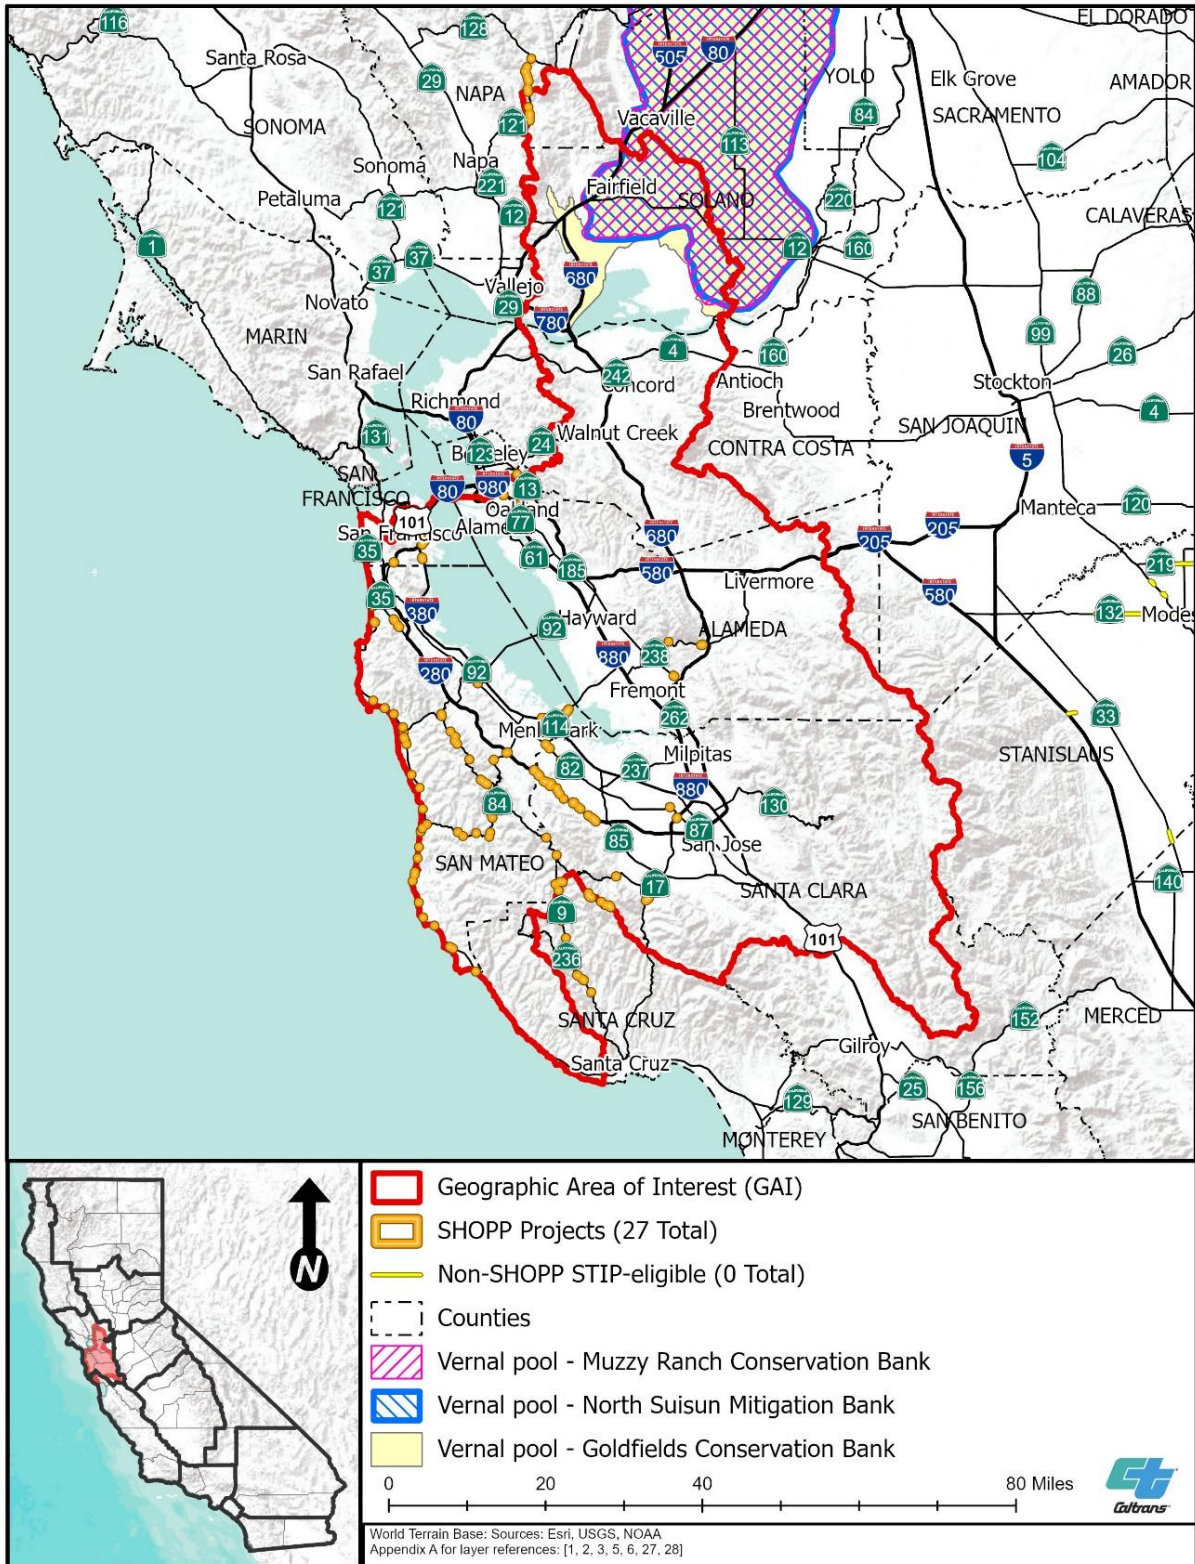 EL DORADO
116
128
505
80
Santa Rosa
29
NAPA
YOLO
Elk Grove
AMADOR
84
SACRAMENTO
SONOMA
121
Vacaville
113
104
Sonoma
Napa
221
Fairfield
SOLANO
220
Petaluma
121
12
CALAVERAS
1
12
160
37
37
680
Novato
Vallejo
29
88
780
MARIN
99
4
160
26
San Rafael
242
Concord
Antioch
Stockton
Richmond
Brentwood
4
80
SAN JOAQUIN
131
24
Walnut Creek
123
Berkeley
CONTRA COSTA
5
SAN
FRANCISCO
80
980
13
Oakland
Manteca
120
101
77
Alame
San Francisco
35
680
205
205
61
185
580
Livermore
219
35
380
580
132
Modes
92
Hayward
ALAMEDA
880
238
280
92
Fremont
262
33
114
Menlo Park
Milpitas
STANISLAUS
82
237
880
84
130
85
87
San Jose
SAN MATEO
17
SANTA CLARA
140
9
101
236
SANTA CRUZ
152
MERCED
Gilroy
Santa Cruz
129
25
156
SAN BENITO
MONTEREY
N
Geographic Area of Interest (GAI)
SHOPP Projects (27 Total)
Non-SHOPP STIP-eligible (0 Total)
Counties
Vernal pool - Muzzy Ranch Conservation Bank
Vernal pool - North Suisun Mitigation Bank
Vernal pool - Goldfields Conservation Bank
0 20 40 80 Miles
Caltrans
World Terrain Base: Sources: Esri, USGS, NOAA
Appendix A for layer references: [1, 2, 3, 5, 6, 27, 28]